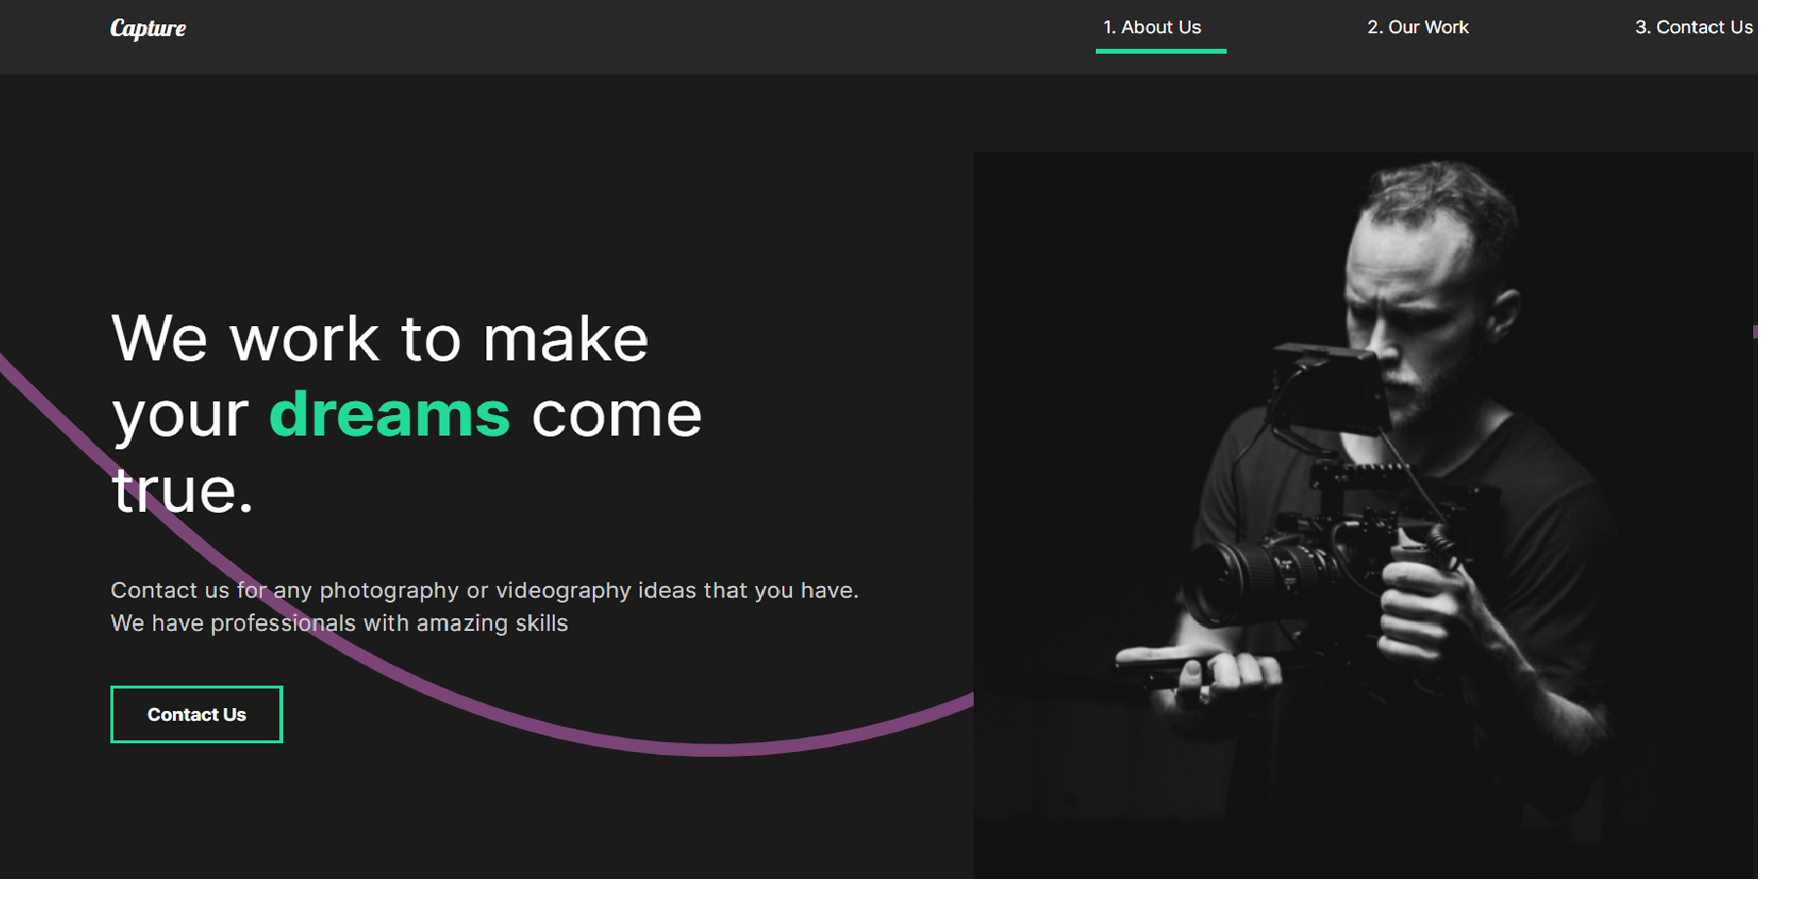 Capture
1. About Us
2. Our Work
3. Contact Us
We work to make
your dreams come
true.
Contact us for any photography or videography ideas that you have.
We have professionals with amazing skills
Contact Us